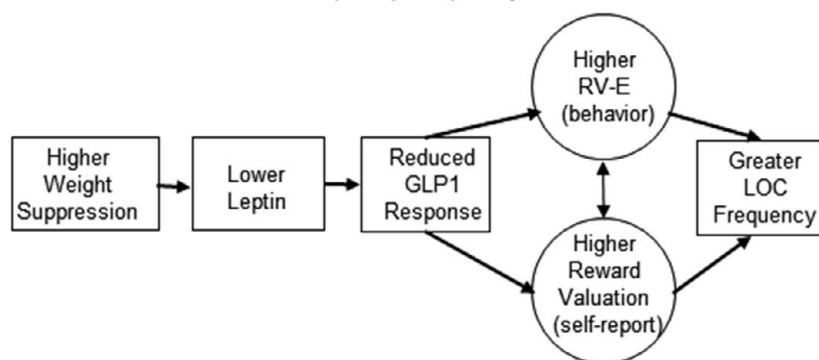 Higher
Weight
Suppression
Lower
Leptin
Reduced
GLP1
Response
Higher
RV-E
(behavior)
Higher
Reward
Valuation
(self-report)
Greater
LOC
Frequency